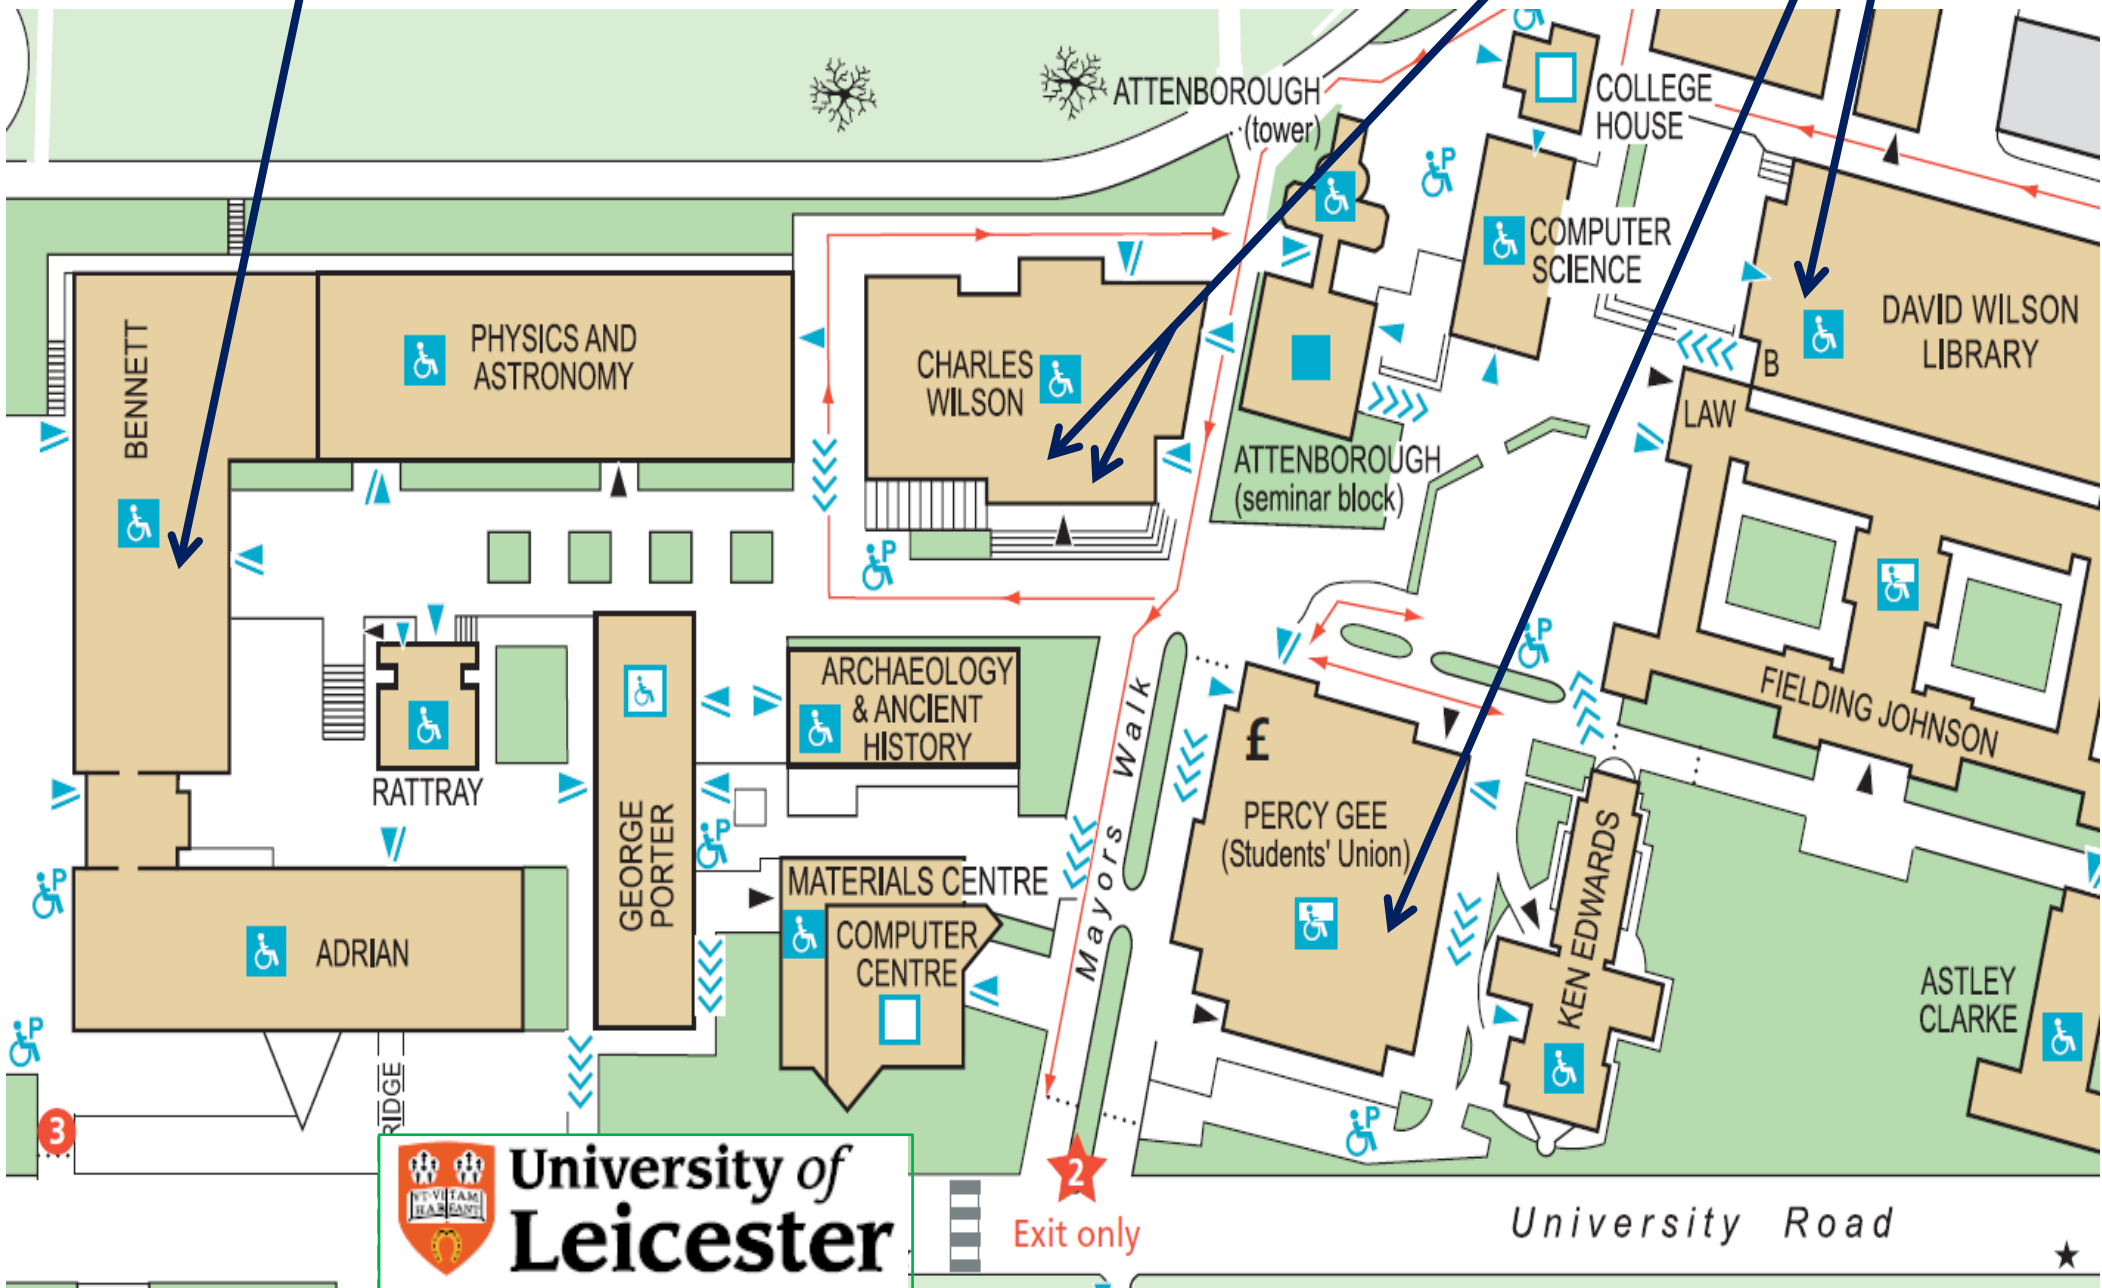 ATTENBOROUGH
(tower)
COLLEGE
HOUSE
P
COMPUTER
SCIENCE
DAVID WILSON
LIBRARY
B
BENNETT
PHYSICS AND
ASTRONOMY
CHARLES
WILSON
LAW
ATTENBOROUGH
(seminar block)
P
P
ARCHAEOLOGY
& ANCIENT
HISTORY
FIELDING JOHNSON
RATTRAY
GEORGE
PORTER
P
Mayors Walk
£
PERCY GEE
(Students' Union)
KEN EDWARDS
P
MATERIALS CENTRE
COMPUTER
CENTRE
ADRIAN
ASTLEY
CLARKE
P
P
3
RIDGE
2
Exit only
University Road
University of
Leicester